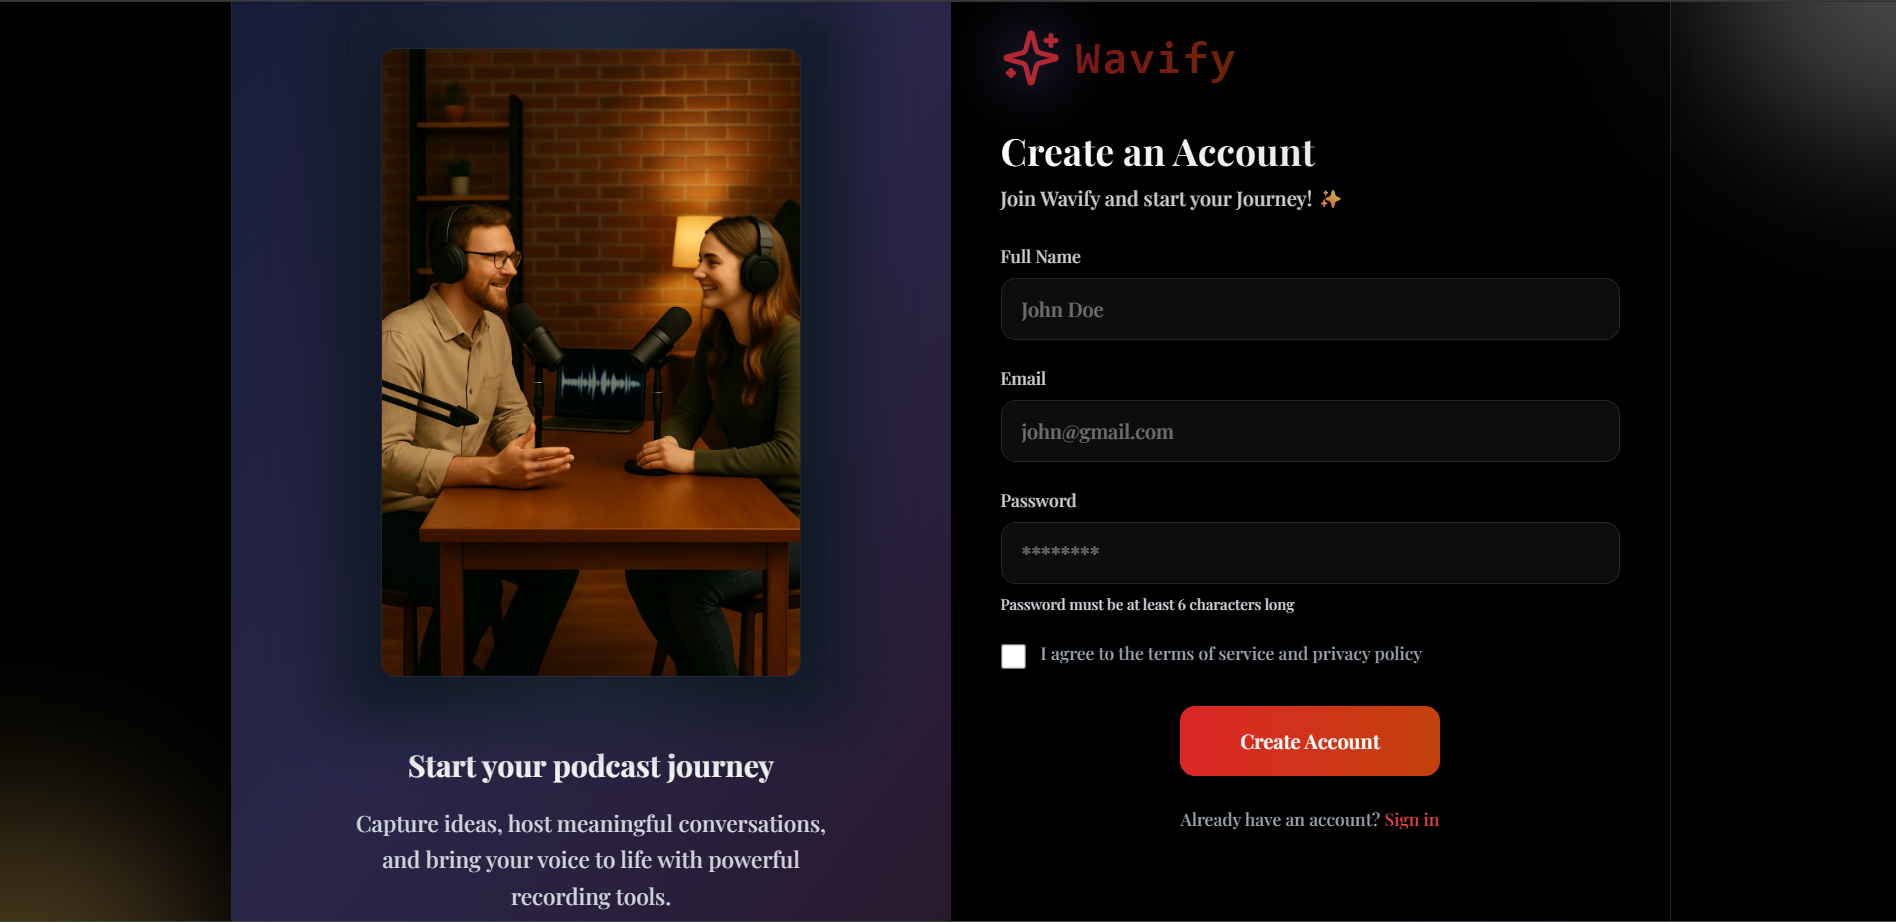 Wavify
Create an Account
Join Wavify and start your Journey! ✨
Full Name
John Doe
Email
john@gmail.com
Password
********
Password must be at least 6 characters long
I agree to the terms of service and privacy policy
Create Account
Already have an account? Sign in
Start your podcast journey
Capture ideas, host meaningful conversations,
and bring your voice to life with powerful
recording tools.